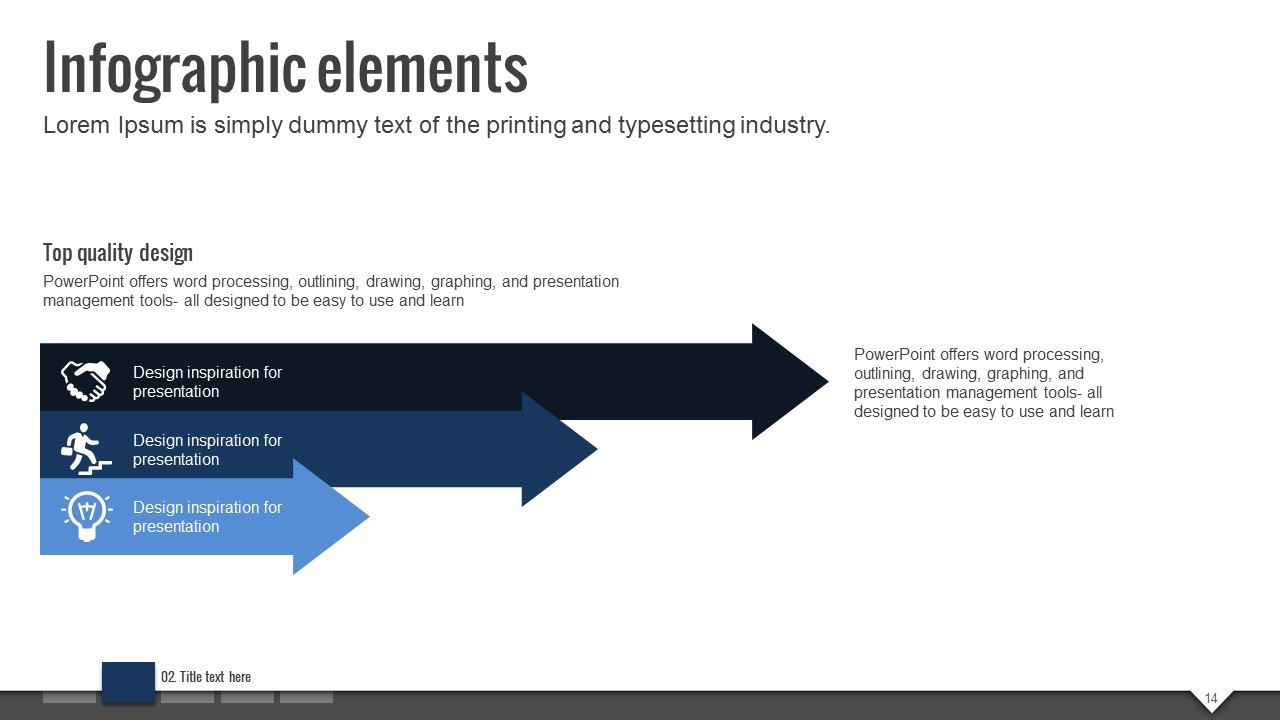 Infographic elements
Lorem Ipsum is simply dummy text of the printing and typesetting industry.
Top quality design
PowerPoint offers word processing, outlining, drawing, graphing, and presentation
management tools- all designed to be easy to use and learn
Design inspiration for
presentation
PowerPoint offers word processing,
outlining, drawing, graphing, and
presentation management tools- all
designed to be easy to use and learn
Design inspiration for
presentation
Design inspiration for
presentation
02. Title text here
14